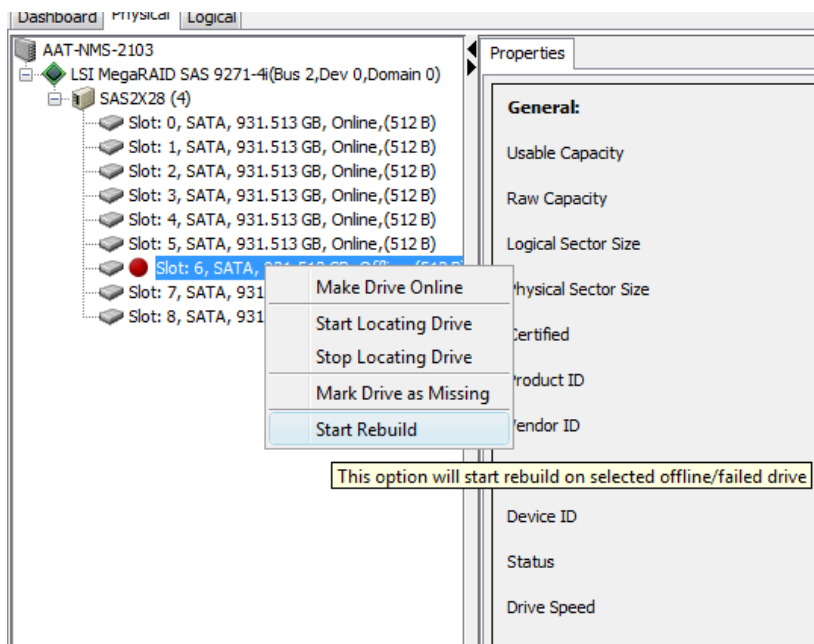 Dashboard Physical Logical
AAT-NMS-2103
LSI MegaRAID SAS 9271-4i(Bus 2,Dev 0,Domain 0)
SAS2X28 (4)
Slot: 0, SATA, 931.513 GB, Online,(512 B)
Slot: 1, SATA, 931.513 GB, Online,(512 B)
Slot: 2, SATA, 931.513 GB, Online,(512 B)
Slot: 3, SATA, 931.513 GB, Online,(512 B)
Slot: 4, SATA, 931.513 GB, Online,(512 B)
Slot: 5, SATA, 931.513 GB, Online,(512 B)
Slot: 6, SATA, 931.513 GB, Offline,(512 B)
Slot: 7, SATA, 931
Slot: 8, SATA, 931
Make Drive Online
Start Locating Drive
Stop Locating Drive
Mark Drive as Missing
Start Rebuild
This option will start rebuild on selected offline/failed drive
Properties
General:
Usable Capacity
Raw Capacity
Logical Sector Size
Physical Sector Size
Certified
Product ID
Vendor ID
Device ID
Status
Drive Speed